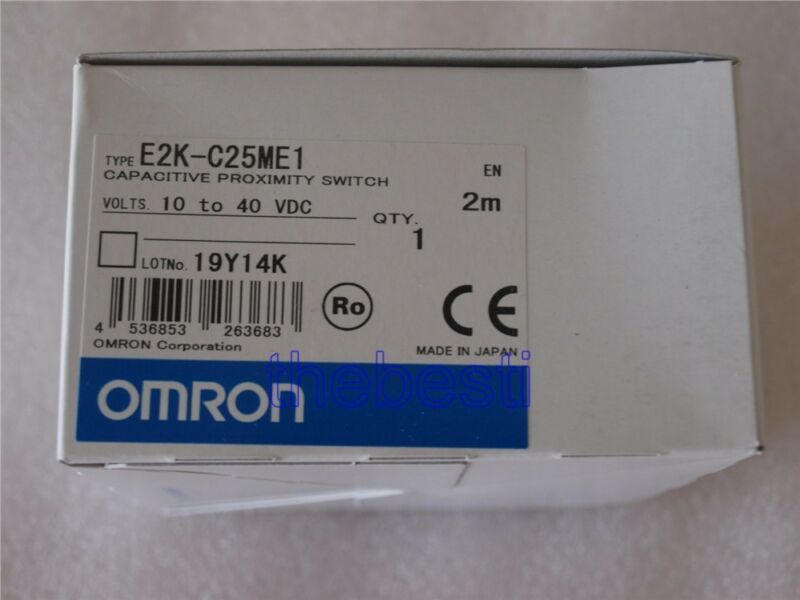 TYPE E2K-C25ME1
CAPACITIVE PROXIMITY SWITCH
EN
VOLTS. 10 to 40 VDC
2m
QTY.
1
LOTNo. 19Y14K
4 536853 263683
Ro
CE
OMRON Corporation
MADE IN JAPAN
OMRON
thebesti